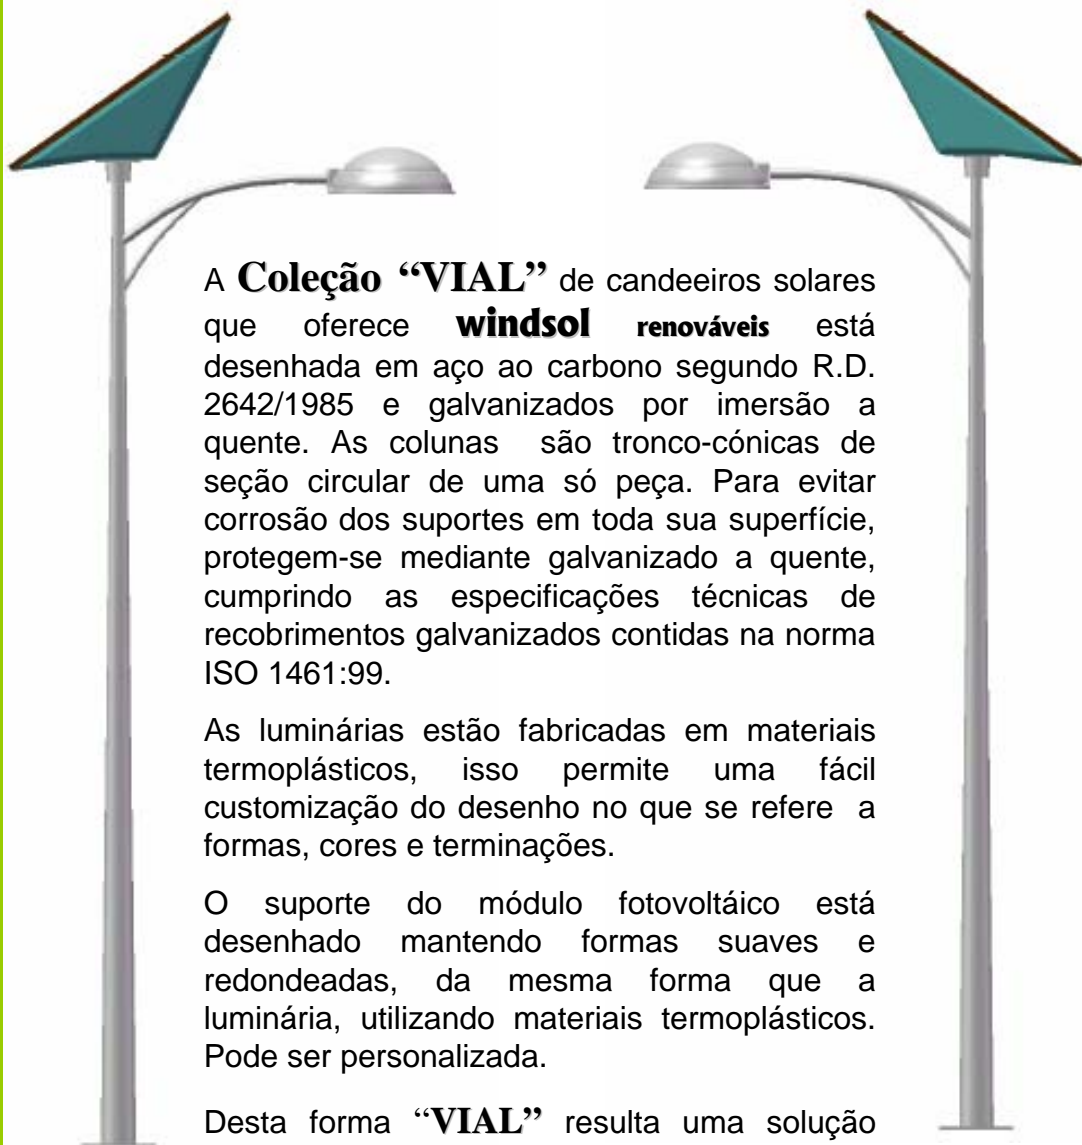 A Coleção “VIAL” de candeeiros solares
que oferece windsol renováveis está
desenhada em aço ao carbono segundo R.D.
2642/1985 e galvanizados por imersão a
quente. As colunas são tronco-cónicas de
seção circular de uma só peça. Para evitar
corrosão dos suportes em toda sua superfície,
protegem-se mediante galvanizado a quente,
cumprindo as especificações técnicas de
recobrimentos galvanizados contidas na norma
ISO 1461:99.
As luminárias estão fabricadas em materiais
termoplásticos, isso permite uma fácil
customização do desenho no que se refere a
formas, cores e terminações.
O suporte do módulo fotovoltáico está
desenhado mantendo formas suaves e
redondeadas, da mesma forma que a
luminária, utilizando materiais termoplásticos.
Pode ser personalizada.
Desta forma “VIAL” resulta uma solução